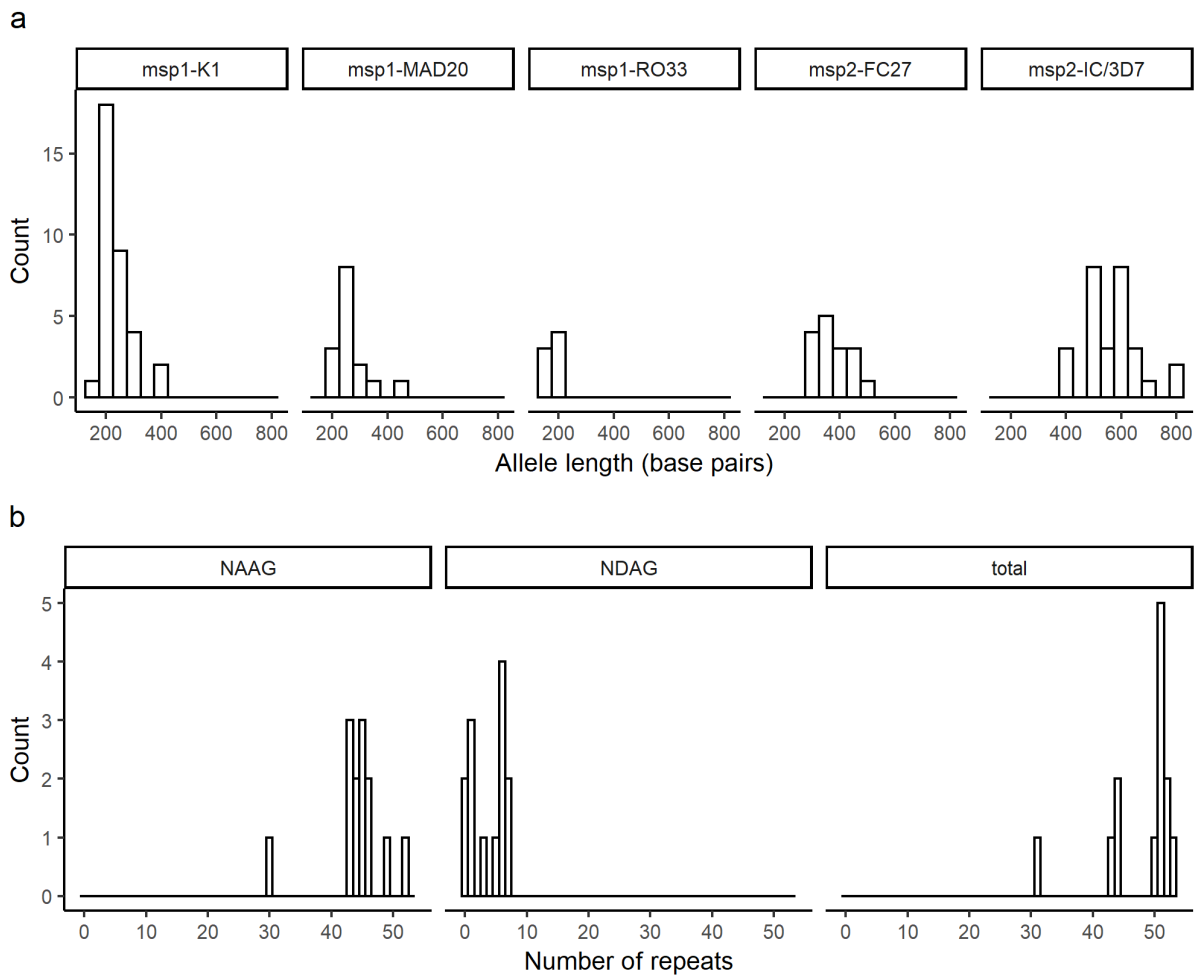 a
msp1-K1 msp1-MAD20 msp1-RO33 msp2-FC27 msp2-IC/3D7
15
10
5
0
Count
200 400 600 800 200 400 600 800 200 400 600 800 200 400 600 800 200 400 600 800
Allele length (base pairs)
b
NAAG NDAG total
5
4
3
2
1
0
Count
0 10 20 30 40 50 0 10 20 30 40 50 0 10 20 30 40 50
Number of repeats